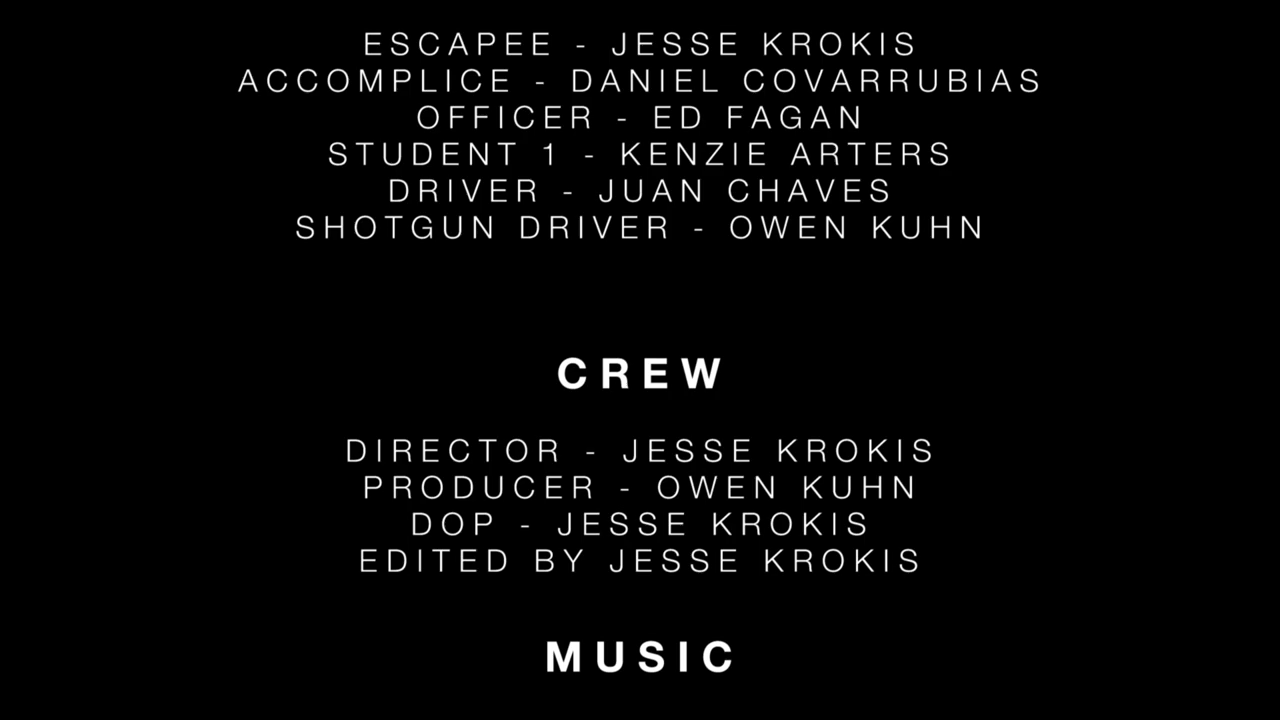 ESCAPEE - JESSE KROKIS
ACCOMPLICE - DANIEL COVARRUBIAS
OFFICER - ED FAGAN
STUDENT 1 - KENZIE ARTERS
DRIVER - JUAN CHAVES
SHOTGUN DRIVER - OWEN KUHN
CREW
DIRECTOR - JESSE KROKIS
PRODUCER - OWEN KUHN
DOP - JESSE KROKIS
EDITED BY JESSE KROKIS
MUSIC